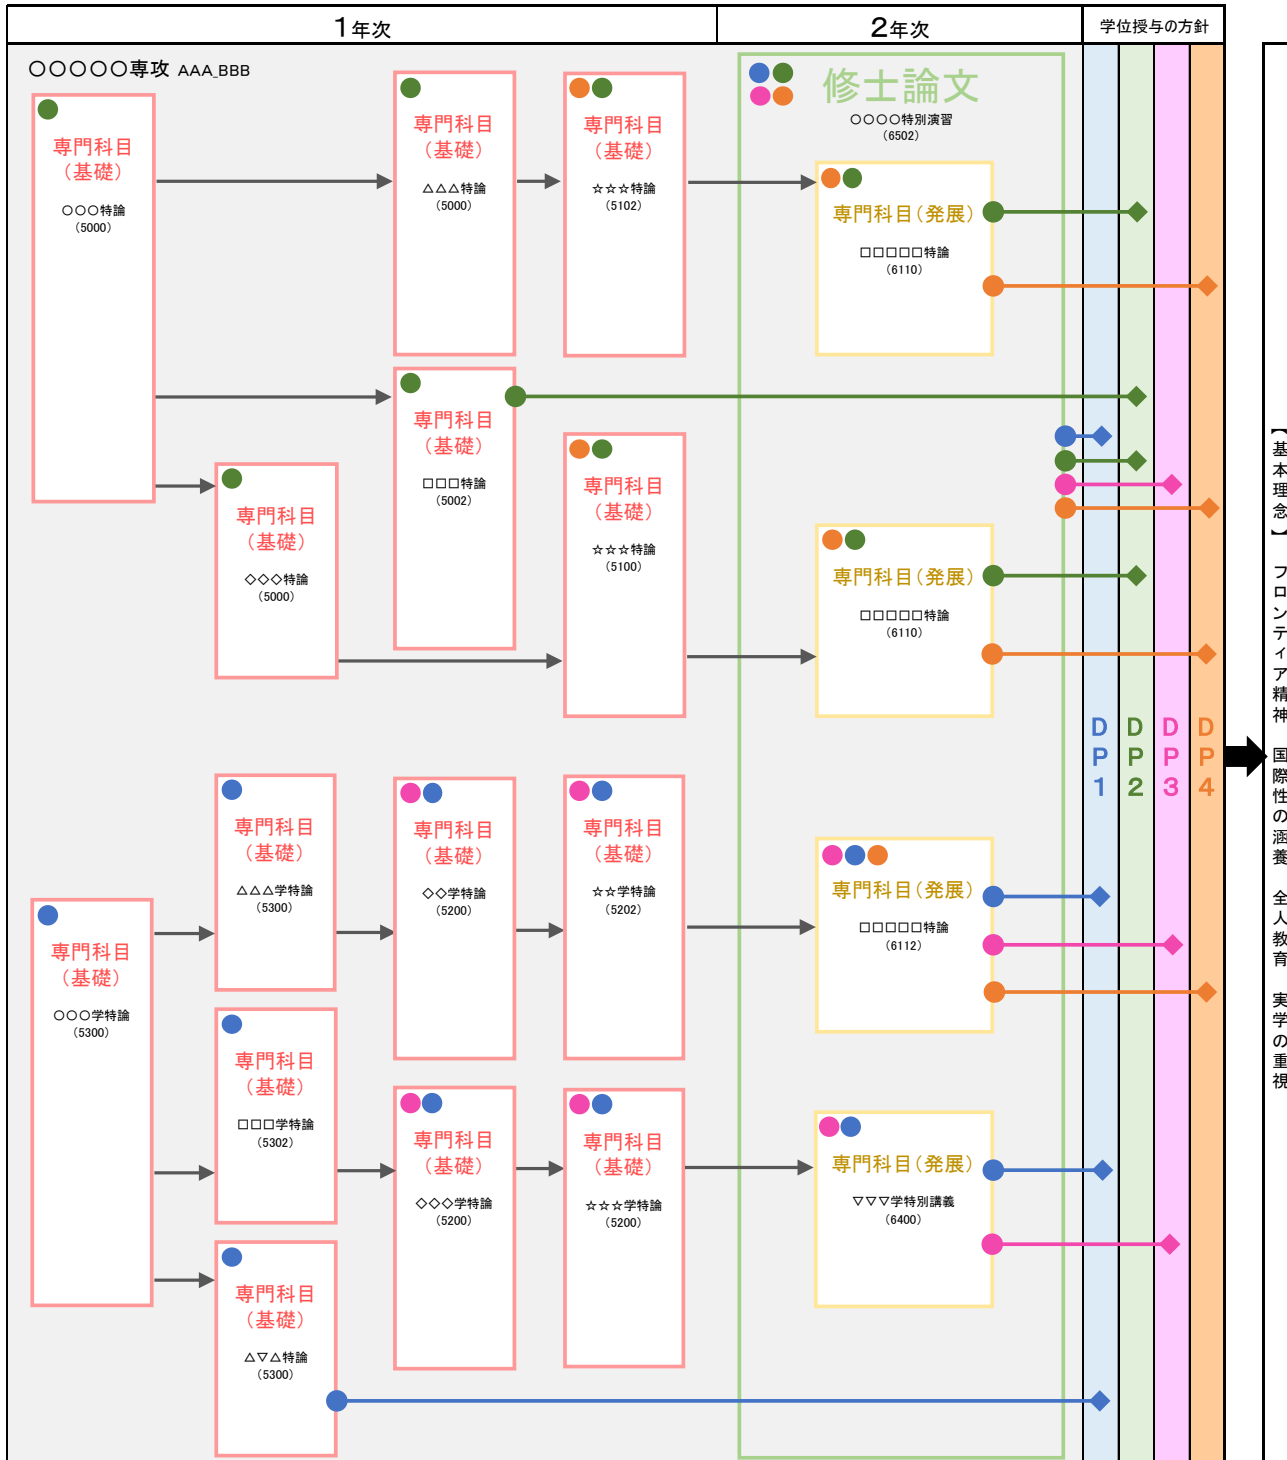 1年次
2年次
学位授与の方針
○○○○○専攻 AAA_BBB
専門科目
(基礎)
○○○特論
(5000)
専門科目
(基礎)
△△△特論
(5000)
専門科目
(基礎)
☆☆☆特論
(5102)
修士論文
○○○○特別演習
(6502)
専門科目(発展)
□□□□□特論
(6110)
専門科目
(基礎)
□□□特論
(5002)
専門科目
(基礎)
◇◇◇特論
(5000)
専門科目
(基礎)
☆☆☆特論
(5100)
専門科目(発展)
□□□□□特論
(6110)
専門科目
(基礎)
○○○学特論
(5300)
専門科目
(基礎)
△△△学特論
(5300)
専門科目
(基礎)
◇◇学特論
(5200)
専門科目
(基礎)
☆☆学特論
(5202)
専門科目(発展)
□□□□□特論
(6112)
専門科目
(基礎)
□□□学特論
(5302)
専門科目
(基礎)
◇◇◇学特論
(5200)
専門科目
(基礎)
☆☆☆学特論
(5200)
専門科目(発展)
▽▽▽学特別講義
(6400)
専門科目
(基礎)
△▽△特論
(5300)
DP1
DP2
DP3
DP4
【基本理念】 フロンティア精神 国際性の涵養 全人教育 実学の重視